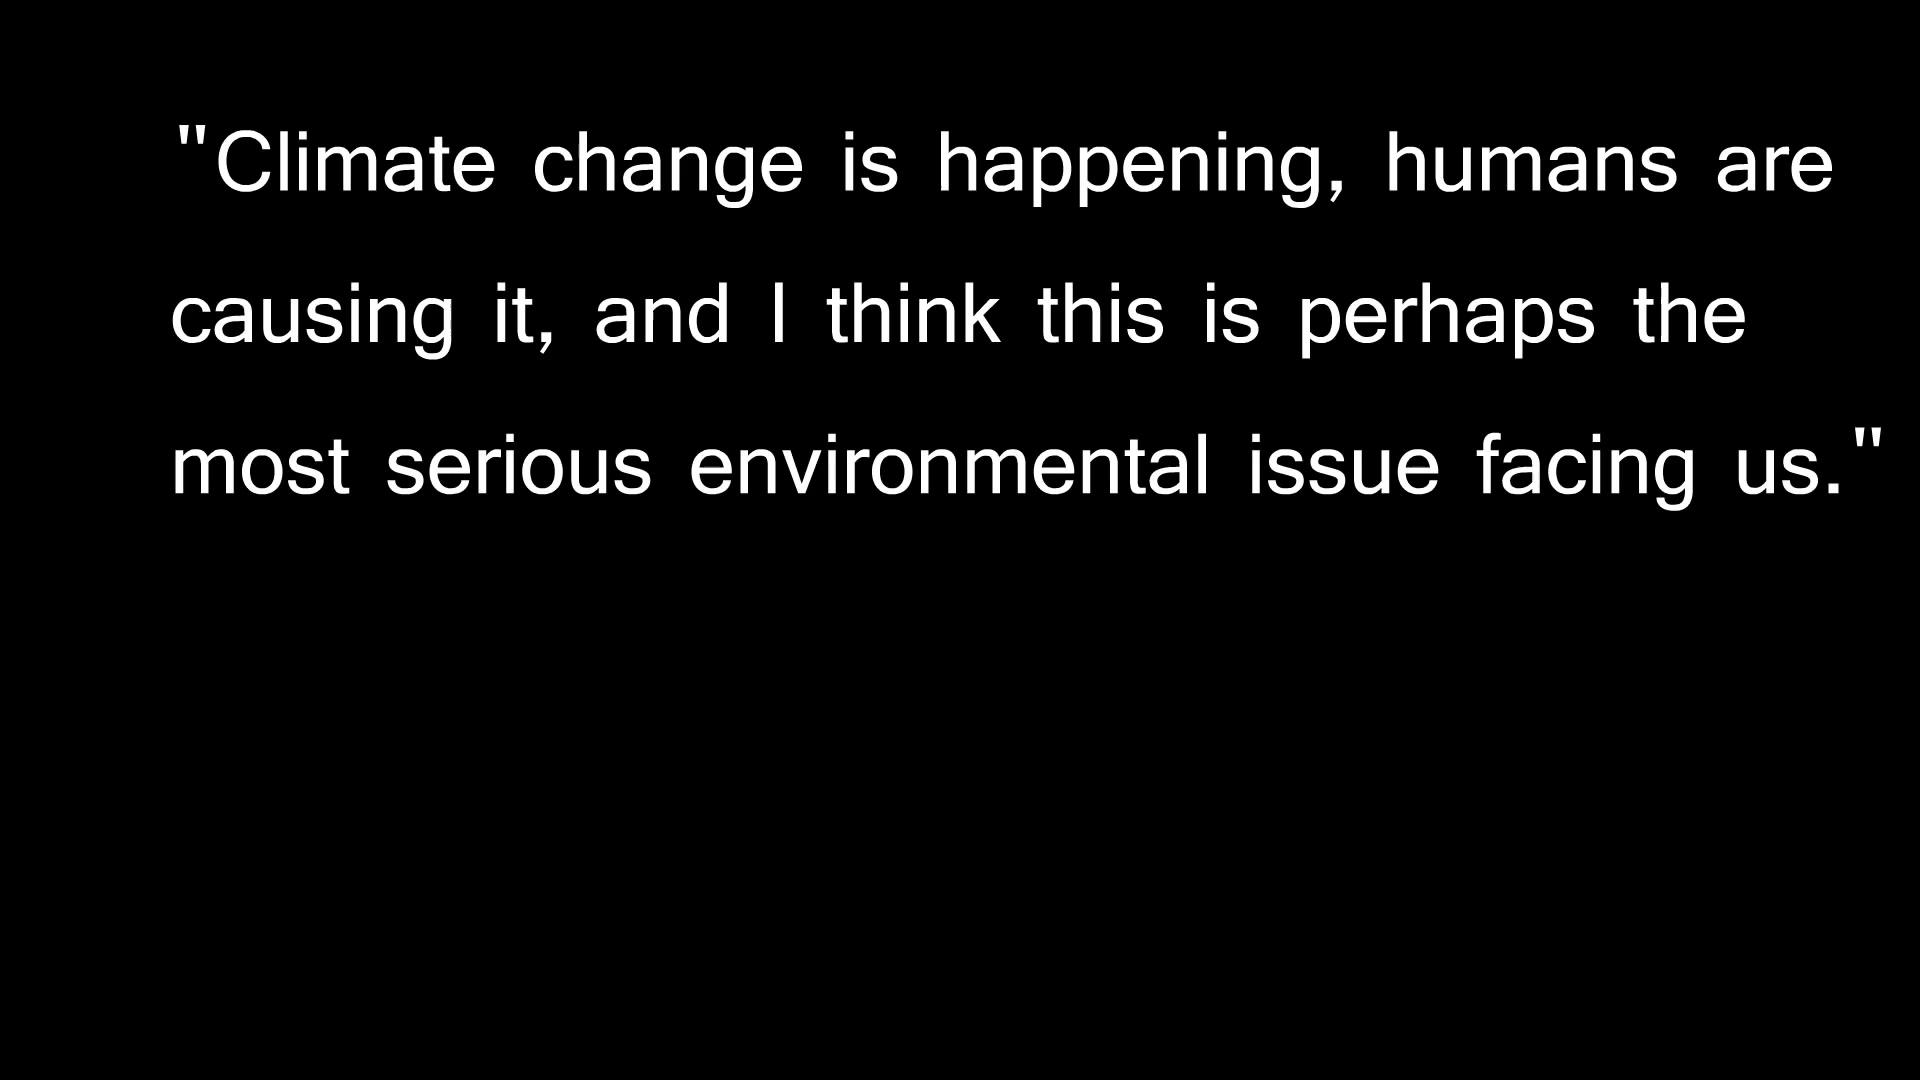 "Climate change is happening, humans are
causing it, and I think this is perhaps the
most serious environmental issue facing us."